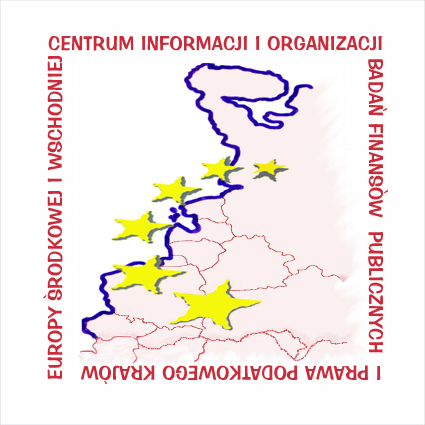 CENTRUM INFORMACJI I ORGANIZACJI
BADAŃ FINANSÓW PUBLICZNYCH
I PRAWA PODATKOWEGO KRAJÓW
EUROPY ŚRODKOWEJ I WSCHODNIEJ